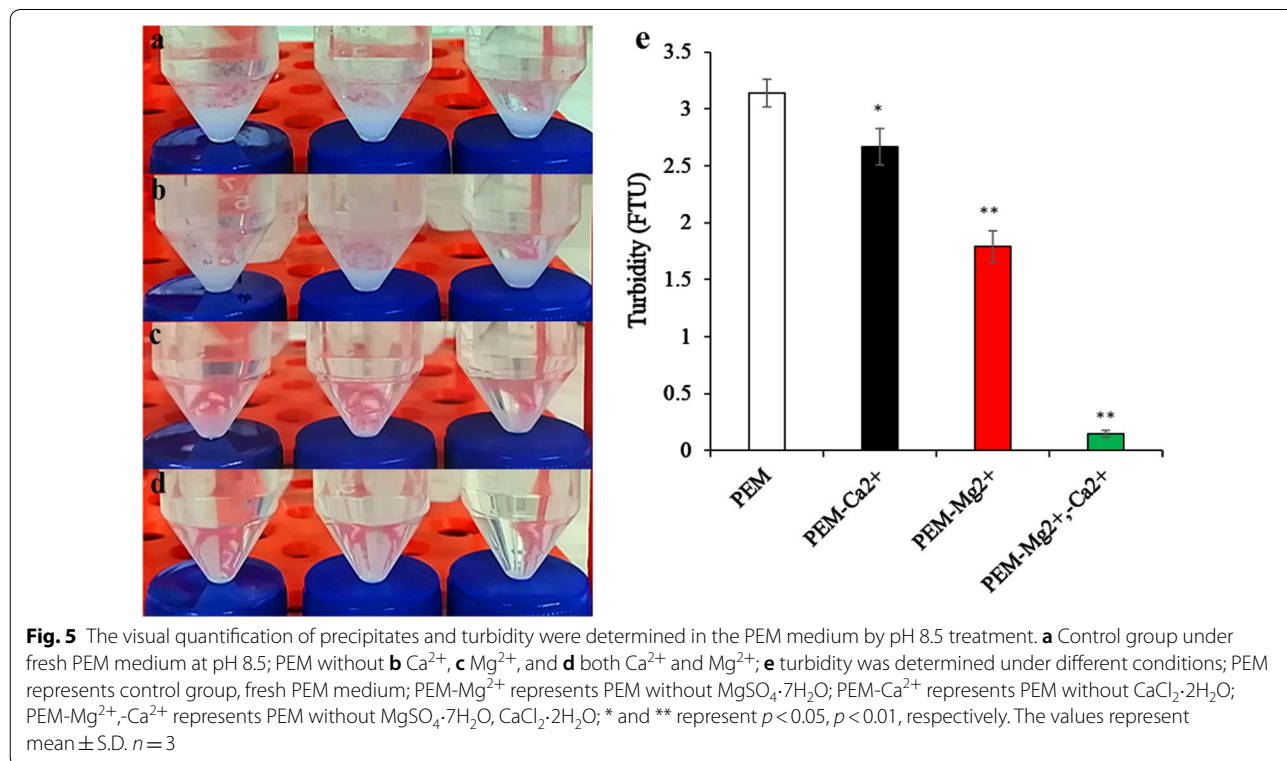 a
b
c
d
e
3.5
3
2.5
2
1.5
1
0.5
0
Turbidity (FTU)
*
**
**
PEM
PEM-Ca2+
PEM-Mg2+
PEM-Mg2+,-Ca2+
Fig. 5 The visual quantification of precipitates and turbidity were determined in the PEM medium by pH 8.5 treatment. a Control group under
fresh PEM medium at pH 8.5; PEM without b Ca²⁺, c Mg²⁺, and d both Ca²⁺ and Mg²⁺; e turbidity was determined under different conditions; PEM
represents control group, fresh PEM medium; PEM-Mg²⁺ represents PEM without MgSO₄·7H₂O; PEM-Ca²⁺ represents PEM without CaCl₂·2H₂O;
PEM-Mg²⁺,-Ca²⁺ represents PEM without MgSO₄·7H₂O, CaCl₂·2H₂O; * and ** represent p < 0.05, p < 0.01, respectively. The values represent
mean ± S.D. n = 3